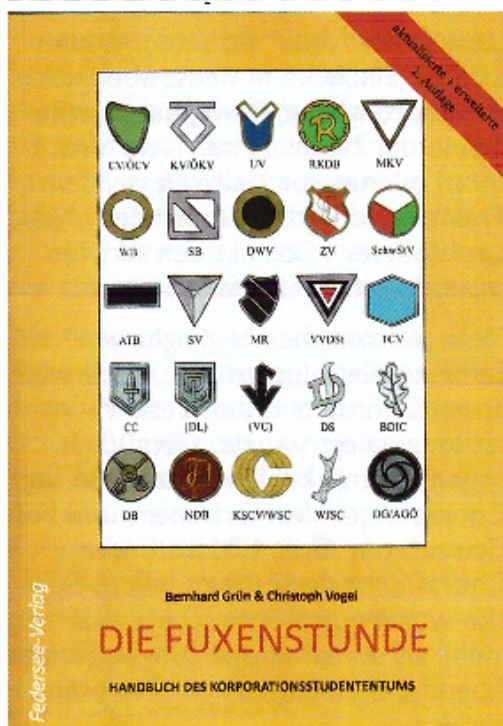 aktualisierte + erweiterte
2. Auflage
CV/ÖCV KV/ÖKV UV RKDB MKV
WB SB DWV ZV SchwStV
ATB SV MR VVDSt TCV
CC (DL) (VC) DS BDIC
DB NDB KSCV/WSC WJSC DG/AGÖ
Bernhard Grün & Christoph Vogel
DIE FUXENSTUNDE
HANDBUCH DES KORPORATIONSSTUDENTENTUMS
Federsee-Verlag